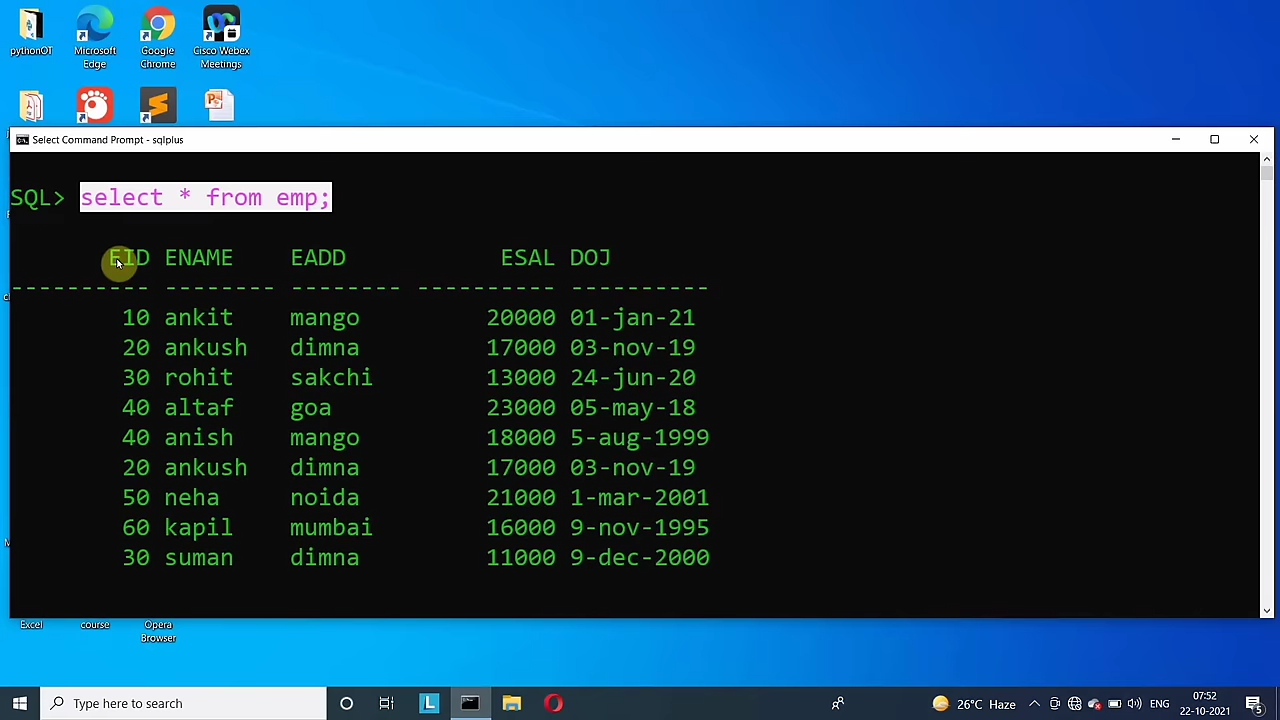 pythonOT
Microsoft Edge
Google Chrome
Cisco Webex Meetings
Select Command Prompt - sqlplus
SQL> select * from emp;
EID ENAME EADD ESAL DOJ
---------- -------- -------- ---------- ----------
10 ankit mango 20000 01-jan-21
20 ankush dimna 17000 03-nov-19
30 rohit sakchi 13000 24-jun-20
40 altaf goa 23000 05-may-18
40 anish mango 18000 5-aug-1999
20 ankush dimna 17000 03-nov-19
50 neha noida 21000 1-mar-2001
60 kapil mumbai 16000 9-nov-1995
30 suman dimna 11000 9-dec-2000
Excel
course
Opera Browser
Type here to search
L
26°C Haze
ENG
07:52
22-10-2021
5